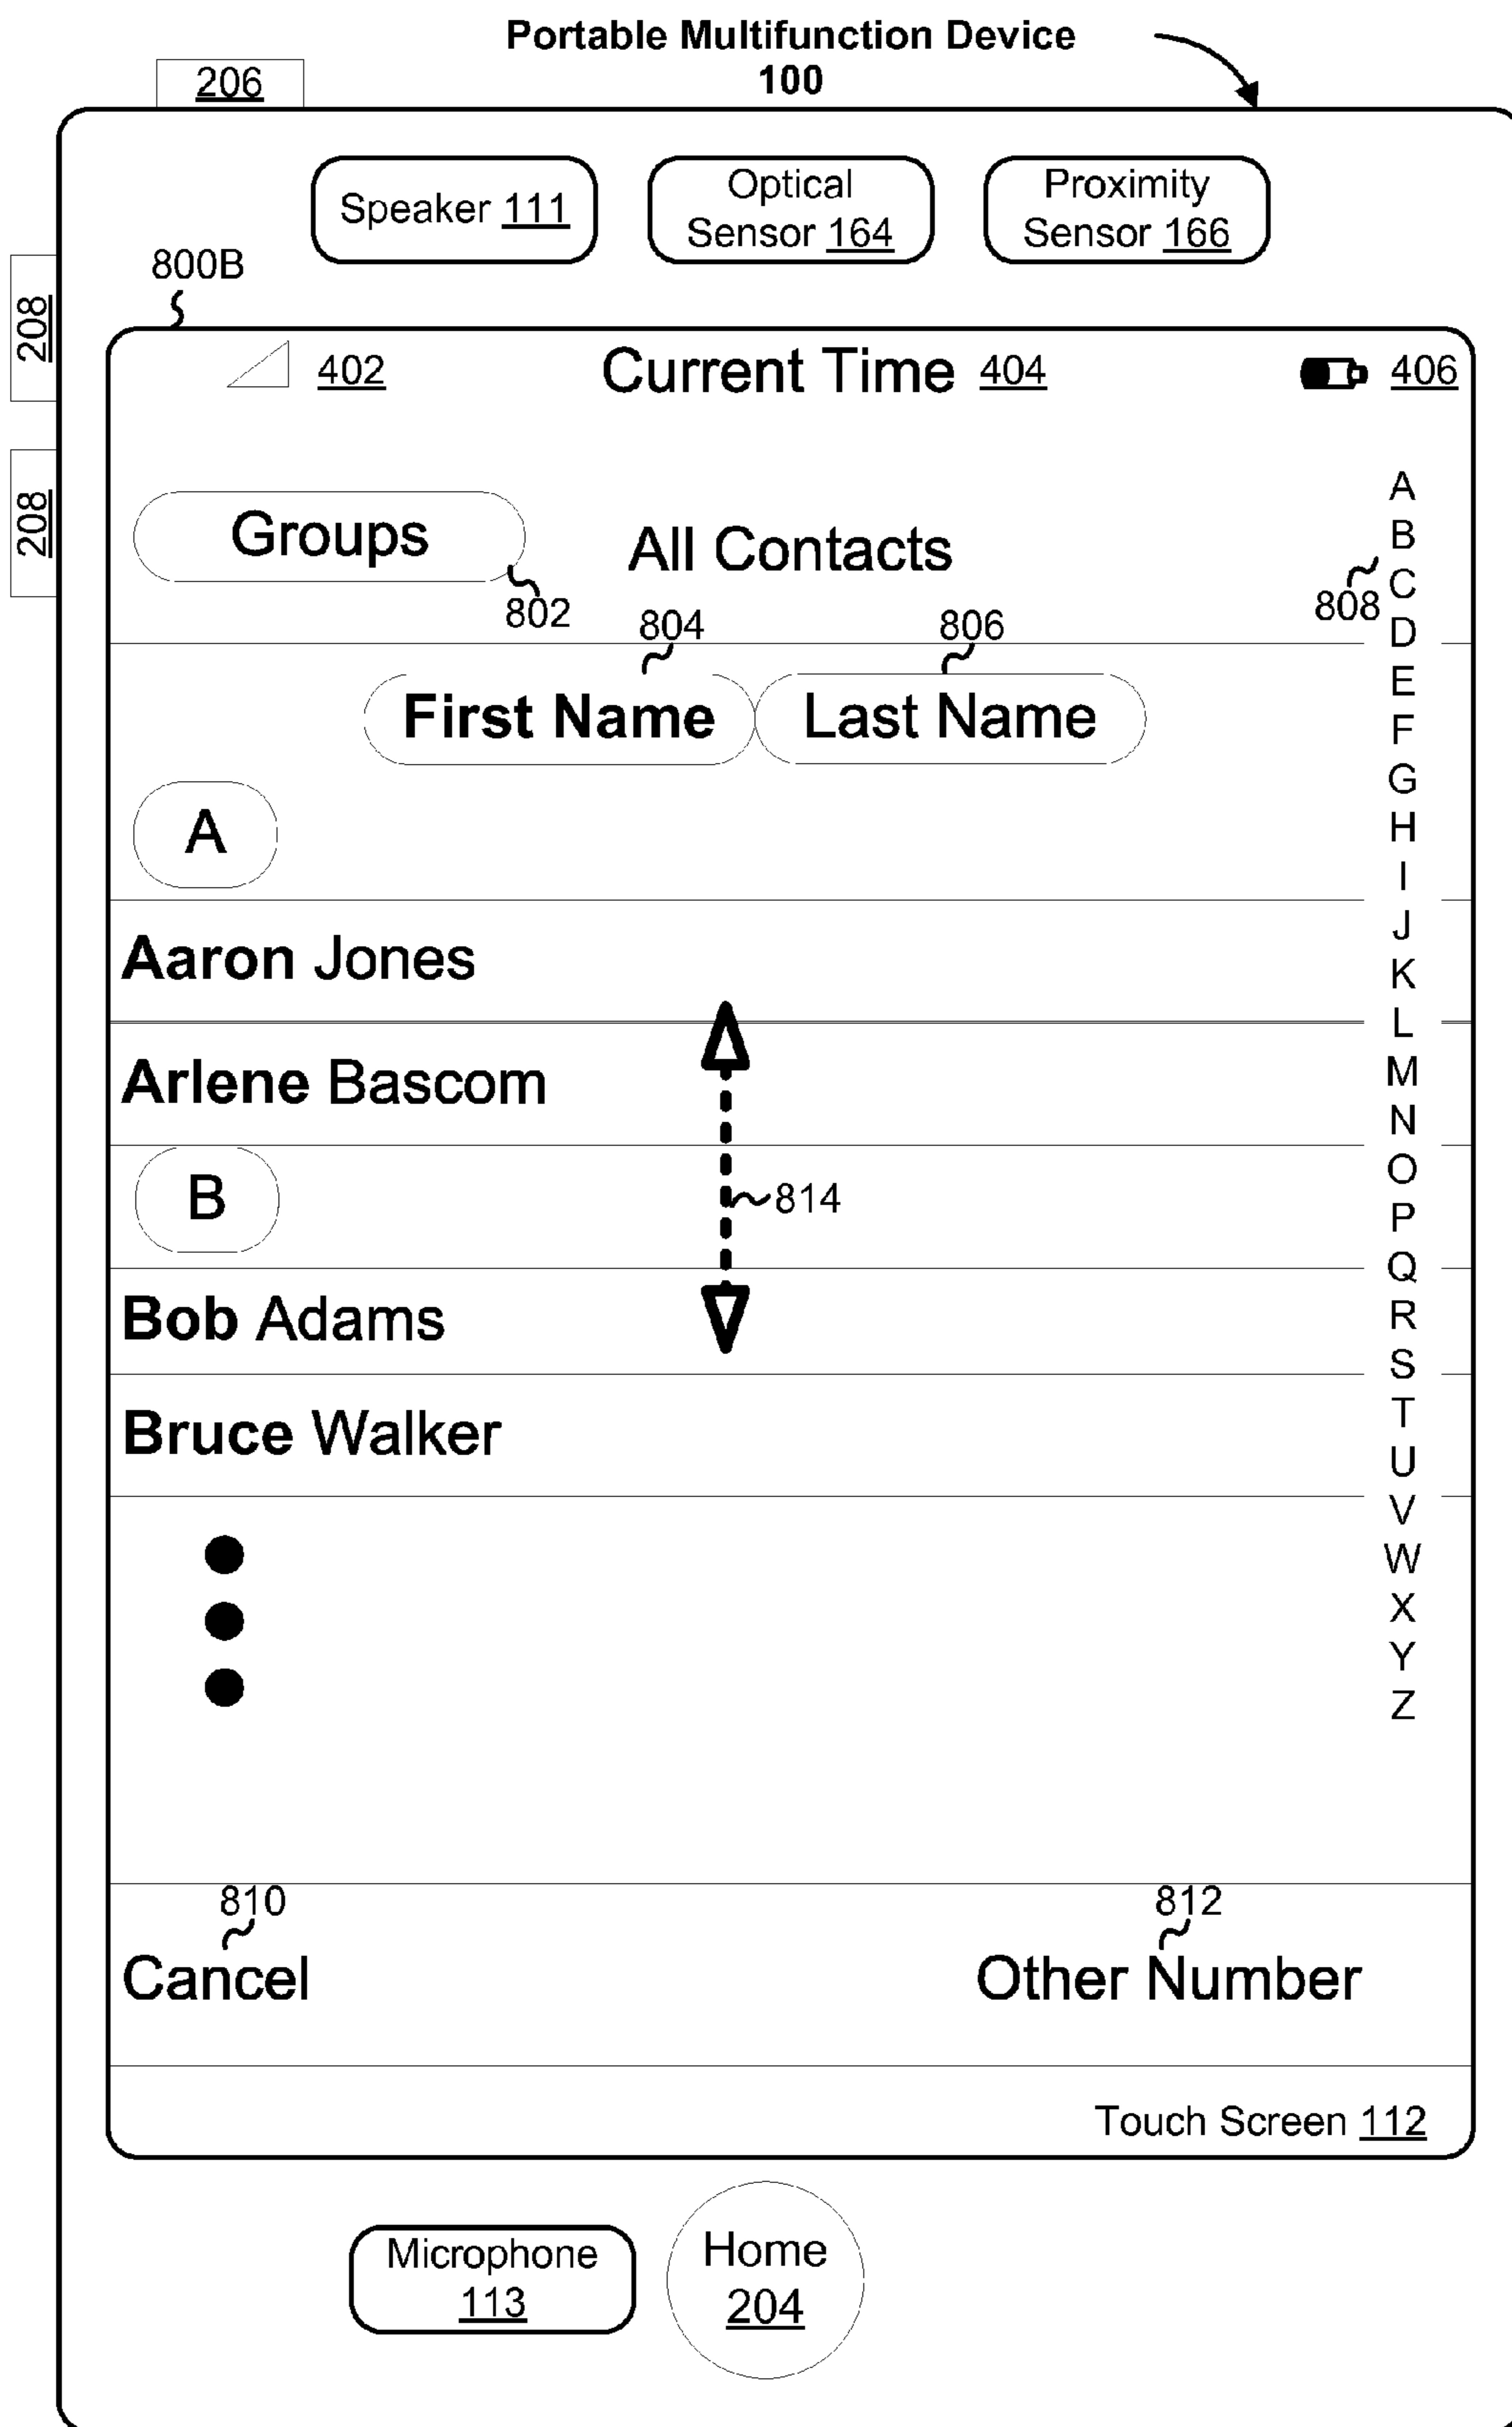 Portable Multifunction Device
100
206
Speaker 111
Optical
Sensor 164
Proximity
Sensor 166
800B
208
208
402
Current Time 404
406
Groups
802
All Contacts
804
806
808
First Name
Last Name
A
Aaron Jones
Arlene Bascom
B
814
Bob Adams
Bruce Walker
A
B
C
D
E
F
G
H
I
J
K
L
M
N
O
P
Q
R
S
T
U
V
W
X
Y
Z
810
Cancel
812
Other Number
Touch Screen 112
Microphone
113
Home
204